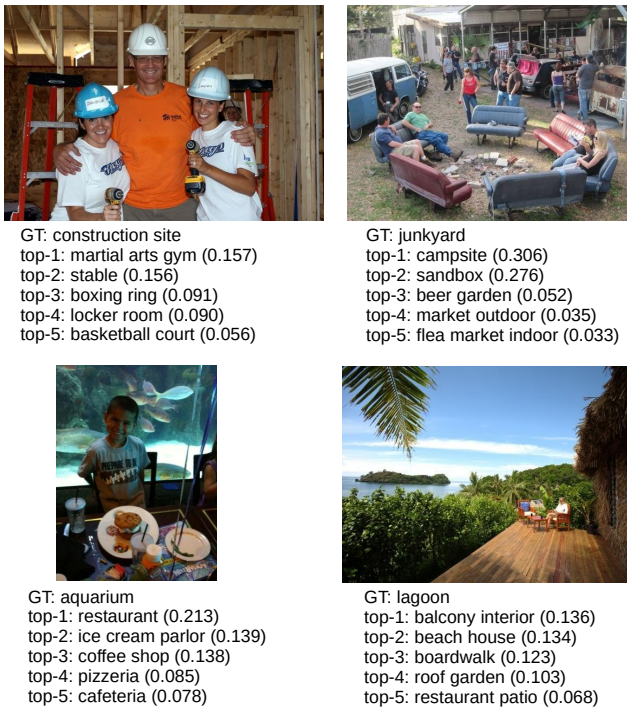 GT: construction site
top-1: martial arts gym (0.157)
top-2: stable (0.156)
top-3: boxing ring (0.091)
top-4: locker room (0.090)
top-5: basketball court (0.056)
GT: junkyard
top-1: campsite (0.306)
top-2: sandbox (0.276)
top-3: beer garden (0.052)
top-4: market outdoor (0.035)
top-5: flea market indoor (0.033)
GT: aquarium
top-1: restaurant (0.213)
top-2: ice cream parlor (0.139)
top-3: coffee shop (0.138)
top-4: pizzeria (0.085)
top-5: cafeteria (0.078)
GT: lagoon
top-1: balcony interior (0.136)
top-2: beach house (0.134)
top-3: boardwalk (0.123)
top-4: roof garden (0.103)
top-5: restaurant patio (0.068)